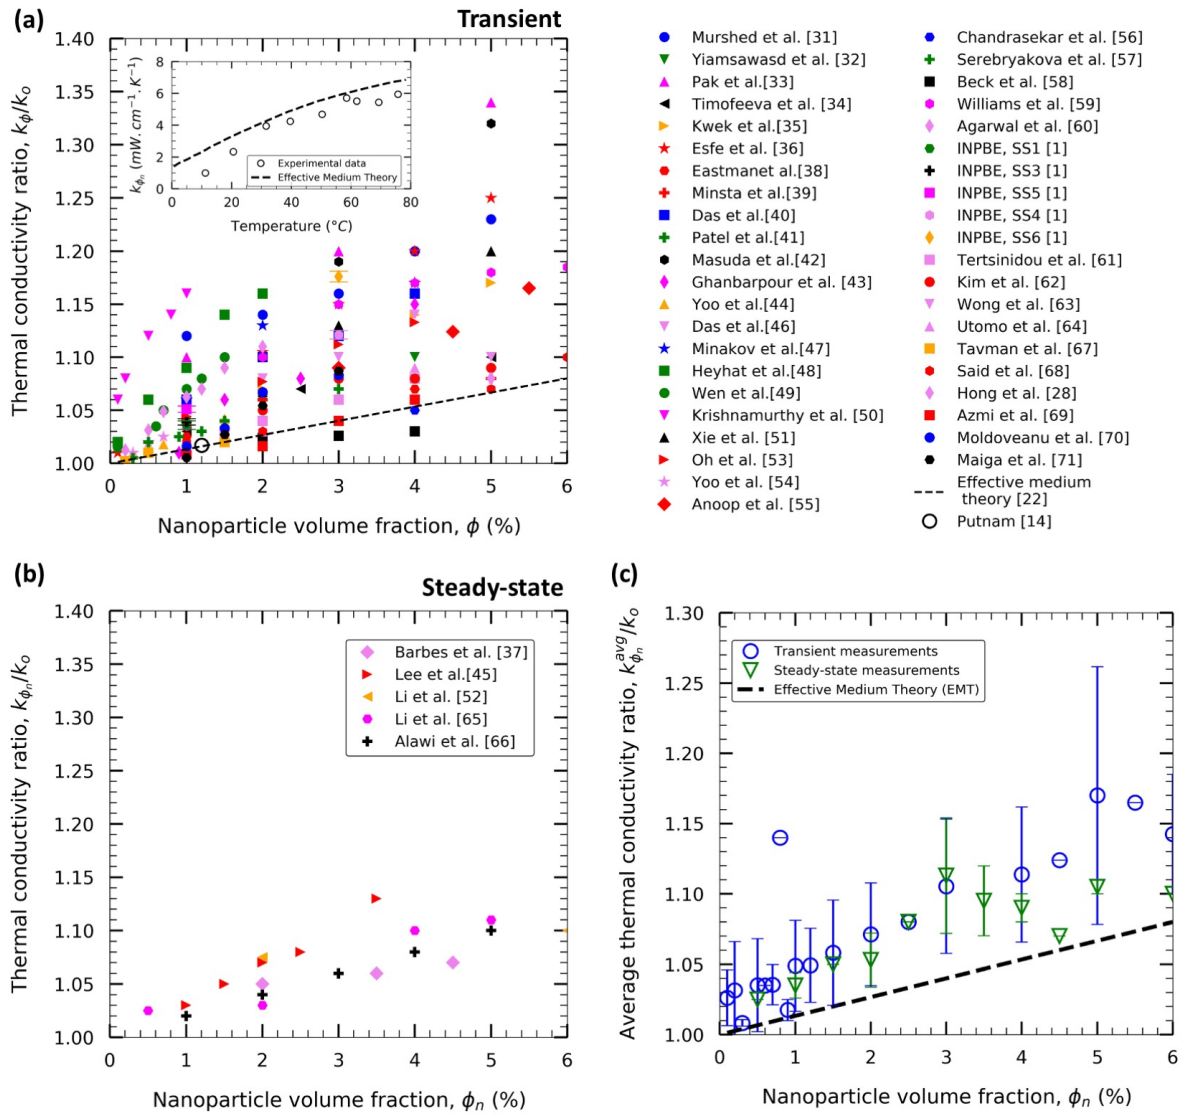 (a)
Transient
1.40
1.35
1.30
1.25
1.20
1.15
1.10
1.05
1.00
Thermal conductivity ratio, kϕ/ko
0 1 2 3 4 5 6
Nanoparticle volume fraction, ϕ (%)
8
6
4
2
0
kϕn (mW. cm−1. K−1)
Experimental data
Effective Medium Theory
0 20 40 60 80
Temperature (°C)
Murshed et al. [31]
Yiamsawasd et al. [32]
Pak et al.[33]
Timofeeva et al. [34]
Kwek et al.[35]
Esfe et al. [36]
Eastmanet al.[38]
Minsta et al.[39]
Das et al.[40]
Patel et al.[41]
Masuda et al.[42]
Ghanbarpour et al.[43]
Yoo et al.[44]
Das et al.[46]
Minakov et al.[47]
Heyhat et al.[48]
Wen et al.[49]
Krishnamurthy et al. [50]
Xie et al.[51]
Oh et al.[53]
Yoo et al. [54]
Anoop et al.[55]
Chandrasekar et al.[56]
Serebryakova et al.[57]
Beck et al.[58]
Williams et al.[59]
Agarwal et al.[60]
INPBE, SS1 [1]
INPBE, SS3 [1]
INPBE, SS5 [1]
INPBE, SS4 [1]
INPBE, SS6 [1]
Tertsinidou et al.[61]
Kim et al.[62]
Wong et al.[63]
Utomo et al.[64]
Tavman et al.[67]
Said et al.[68]
Hong et al.[28]
Azmi et al.[69]
Moldoveanu et al.[70]
Maiga et al.[71]
Effective medium
theory [22]
Putnam [14]
(b)
Steady-state
1.40
1.35
1.30
1.25
1.20
1.15
1.10
1.05
1.00
Thermal conductivity ratio, kϕn/ko
Barbes et al. [37]
Lee et al.[45]
Li et al. [52]
Li et al. [65]
Alawi et al. [66]
0 1 2 3 4 5 6
Nanoparticle volume fraction, ϕn (%)
(c)
1.30
1.25
1.20
1.15
1.10
1.05
1.00
Average thermal conductivity ratio, kϕnavg/ko
Transient measurements
Steady-state measurements
Effective Medium Theory (EMT)
0 1 2 3 4 5 6
Nanoparticle volume fraction, ϕn (%)